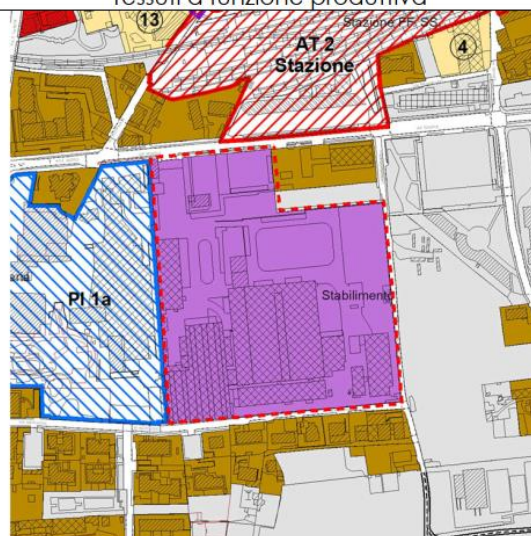 Tessuti a funzione produttiva
13
Stazione FF. SS.
AT 2
Stazione
4
PI 1a
Stabilimento